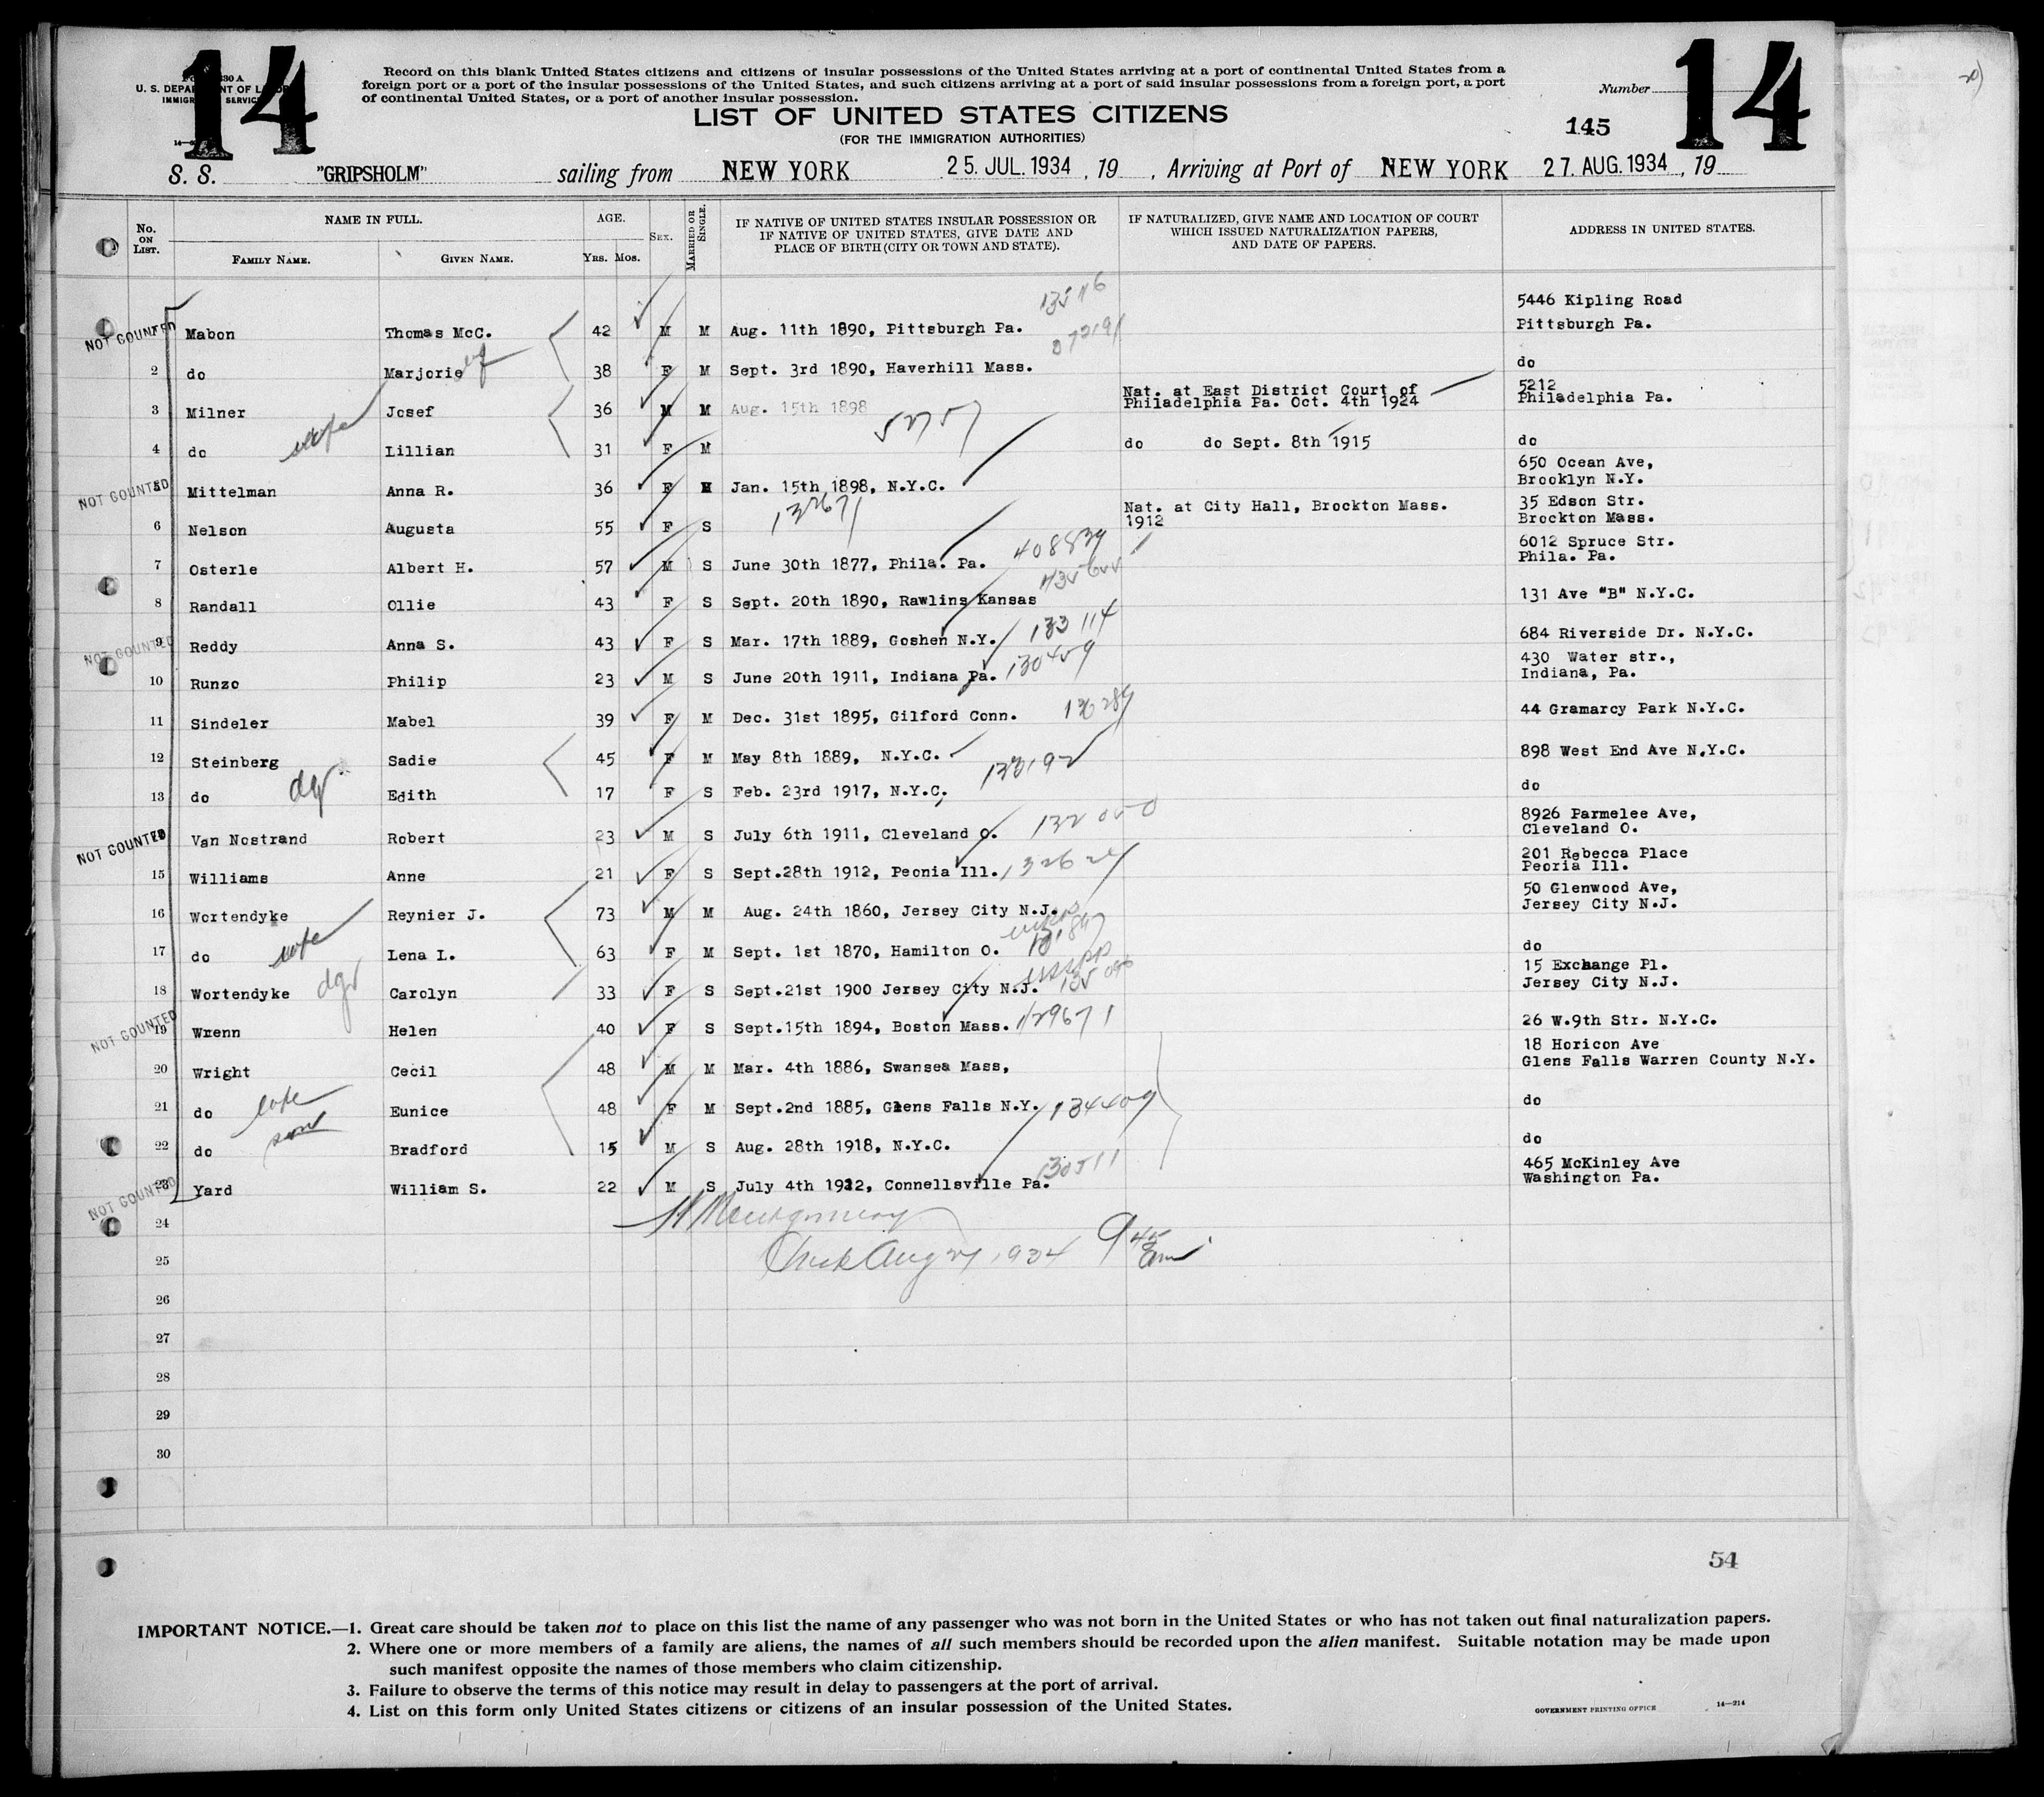 14
14
U. S. DEPARTMENT OF LABOR
IMMIGRATION SERVICE
Record on this blank United States citizens and citizens of insular possessions of the United States arriving at a port of continental United States from a
foreign port or a port of the insular possessions of the United States, and such citizens arriving at a port of said insular possessions from a foreign port, a port
of continental United States, or a port of another insular possession.
Number
LIST OF UNITED STATES CITIZENS
(FOR THE IMMIGRATION AUTHORITIES)
145
S. S. "GRIPSHOLM" sailing from NEW YORK 25. JUL. 1934, 19 , Arriving at Port of NEW YORK 27. AUG. 1934, 19
No. ON LIST.
NAME IN FULL.
FAMILY NAME. GIVEN NAME.
AGE.
YRS. MOS.
SEX.
MARRIED OR SINGLE.
IF NATIVE OF UNITED STATES INSULAR POSSESSION OR
IF NATIVE OF UNITED STATES, GIVE DATE AND
PLACE OF BIRTH (CITY OR TOWN AND STATE).
IF NATURALIZED, GIVE NAME AND LOCATION OF COURT
WHICH ISSUED NATURALIZATION PAPERS,
AND DATE OF PAPERS.
ADDRESS IN UNITED STATES.
5446 Kipling Road
NOT COUNTED Mabon Thomas McC. 42 M M Aug. 11th 1890, Pittsburgh Pa. Pittsburgh Pa.
2 do Marjorie 38 F M Sept. 3rd 1890, Haverhill Mass. do
3 Milner Josef 36 M M Aug. 15th 1898 Nat. at East District Court of
Philadelphia Pa. Oct. 4th 1924 5212
Philadelphia Pa.
4 do wife Lillian 31 F M 52757 do do Sept. 8th 1915 do
650 Ocean Ave,
NOT COUNTED 5 Mittelman Anna R. 36 F M Jan. 15th 1898, N.Y.C. Brooklyn N.Y.
6 Nelson Augusta 55 F S 132671 Nat. at City Hall, Brockton Mass.
1912 35 Edson Str.
Brockton Mass.
6012 Spruce Str.
7 Osterle Albert H. 57 M S June 30th 1877, Phila. Pa. 408839 Phila. Pa.
8 Randall Ollie 43 F S Sept. 20th 1890, Rawlins Kansas 131 Ave "B" N.Y.C.
NOT COUNTED 9 Reddy Anna S. 43 F S Mar. 17th 1889, Goshen N.Y. 133114 684 Riverside Dr. N.Y.C.
430 Water str.,
10 Runzo Philip 23 M S June 20th 1911, Indiana Pa. 130459 Indiana, Pa.
11 Sindeler Mabel 39 F M Dec. 31st 1895, Gilford Conn. 44 Gramarcy Park N.Y.C.
12 Steinberg Sadie 45 F M May 8th 1889, N.Y.C. 898 West End Ave N.Y.C.
13 do Edith 17 F S Feb. 23rd 1917, N.Y.C. do
8926 Parmelee Ave,
NOT COUNTED Van Nostrand Robert 23 M S July 6th 1911, Cleveland O. 132050 Cleveland O.
201 Rebecca Place
15 Williams Anne 21 F S Sept.28th 1912, Peonia Ill. Peoria Ill.
50 Glenwood Ave,
16 Wortendyke Reynier J. 73 M M Aug. 24th 1860, Jersey City N.J. Jersey City N.J.
17 do wife Lena L. 63 F M Sept. 1st 1870, Hamilton O. do
15 Exchange Pl.
18 Wortendyke Carolyn 33 F S Sept.21st 1900 Jersey City N.J. Jersey City N.J.
NOT COUNTED 19 Wrenn Helen 40 F S Sept.15th 1894, Boston Mass. 129671 26 W.9th Str. N.Y.C.
18 Horicon Ave
20 Wright Cecil 48 M M Mar. 4th 1886, Swansea Mass, Glens Falls Warren County N.Y.
21 do wife Eunice 48 F M Sept.2nd 1885, Glens Falls N.Y. 134409 do
22 do son Bradford 15 M S Aug. 28th 1918, N.Y.C. do
465 McKinley Ave
NOT COUNTED 23 Yard William S. 22 M S July 4th 1912, Connellsville Pa. 130511 Washington Pa.
24 H Montgomery
25 Aug 27, 1934 9 45
26
27
28
29
30
54
IMPORTANT NOTICE.—1. Great care should be taken not to place on this list the name of any passenger who was not born in the United States or who has not taken out final naturalization papers.
2. Where one or more members of a family are aliens, the names of all such members should be recorded upon the alien manifest. Suitable notation may be made upon
such manifest opposite the names of those members who claim citizenship.
3. Failure to observe the terms of this notice may result in delay to passengers at the port of arrival.
4. List on this form only United States citizens or citizens of an insular possession of the United States.
GOVERNMENT PRINTING OFFICE 14—214